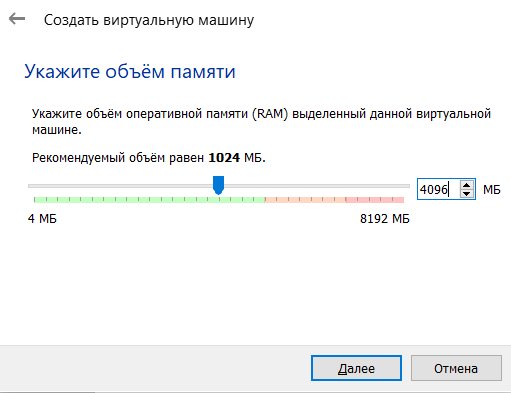 Создать виртуальную машину
Укажите объём памяти
Укажите объём оперативной памяти (RAM) выделенный данной виртуальной
машине.
Рекомендуемый объём равен 1024 МБ.
4096 МБ
4 МБ 8192 МБ
Далее Отмена